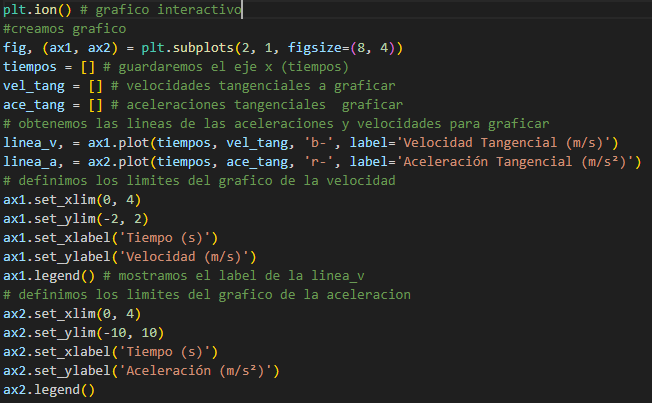 plt.ion() # grafico interactivo
#creamos grafico
fig, (ax1, ax2) = plt.subplots(2, 1, figsize=(8, 4))
tiempos = [] # guardaremos el eje x (tiempos)
vel_tang = [] # velocidades tangenciales a graficar
ace_tang = [] # aceleraciones tangenciales  graficar
# obtenemos las lineas de las aceleraciones y velocidades para graficar
linea_v, = ax1.plot(tiempos, vel_tang, 'b-', label='Velocidad Tangencial (m/s)')
linea_a, = ax2.plot(tiempos, ace_tang, 'r-', label='Aceleración Tangencial (m/s²)')
# definimos los limites del grafico de la velocidad
ax1.set_xlim(0, 4)
ax1.set_ylim(-2, 2)
ax1.set_xlabel('Tiempo (s)')
ax1.set_ylabel('Velocidad (m/s)')
ax1.legend() # mostramos el label de la linea_v
# definimos los limites del grafico de la aceleracion
ax2.set_xlim(0, 4)
ax2.set_ylim(-10, 10)
ax2.set_xlabel('Tiempo (s)')
ax2.set_ylabel('Aceleración (m/s²)')
ax2.legend()